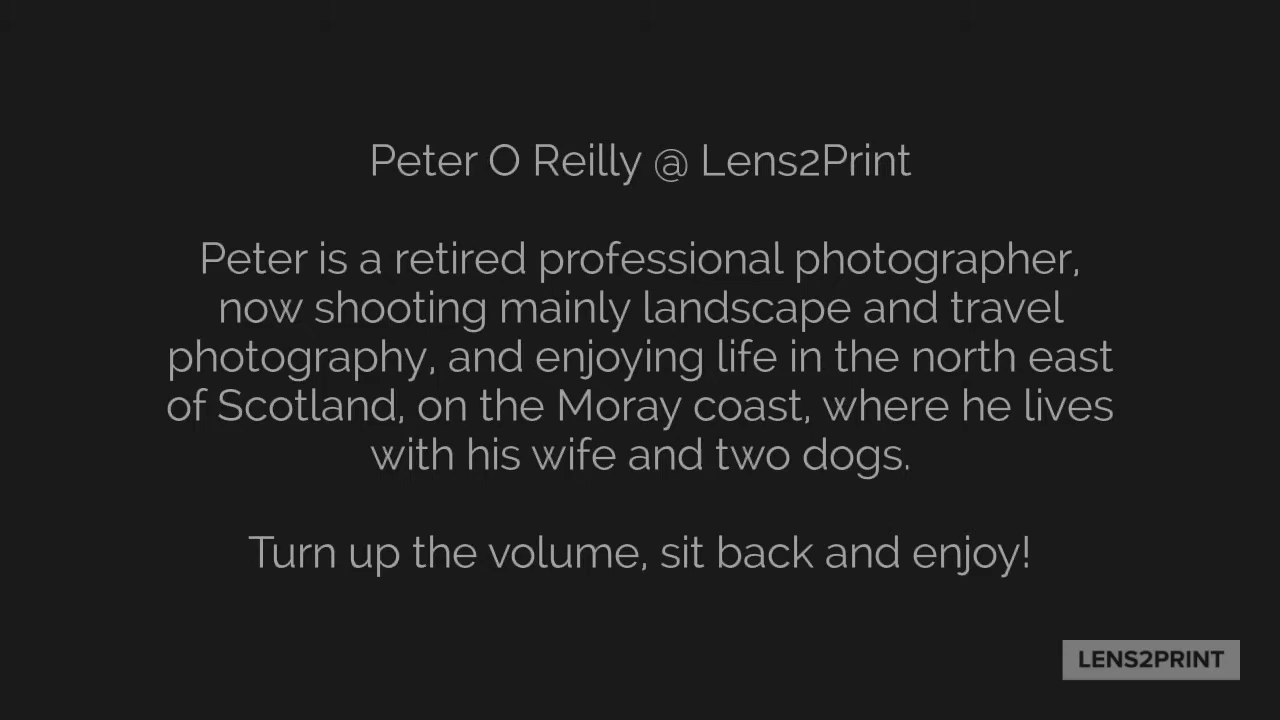 Peter O Reilly @ Lens2Print
Peter is a retired professional photographer,
now shooting mainly landscape and travel
photography, and enjoying life in the north east
of Scotland, on the Moray coast, where he lives
with his wife and two dogs.
Turn up the volume, sit back and enjoy!
LENS2PRINT